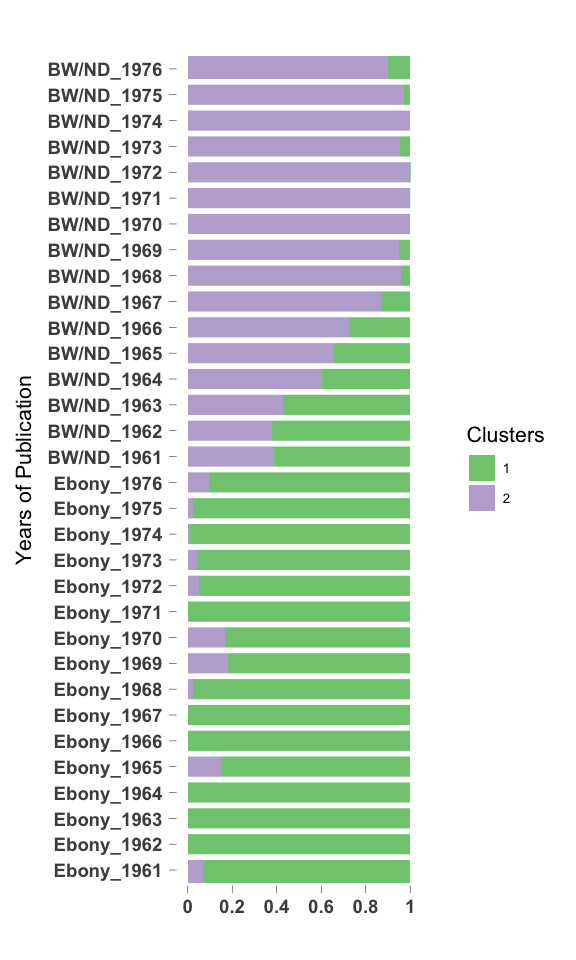 BW/ND_1976
BW/ND_1975
BW/ND_1974
BW/ND_1973
BW/ND_1972
BW/ND_1971
BW/ND_1970
BW/ND_1969
BW/ND_1968
BW/ND_1967
BW/ND_1966
BW/ND_1965
BW/ND_1964
BW/ND_1963
BW/ND_1962
BW/ND_1961
Ebony_1976
Ebony_1975
Ebony_1974
Ebony_1973
Ebony_1972
Ebony_1971
Ebony_1970
Ebony_1969
Ebony_1968
Ebony_1967
Ebony_1966
Ebony_1965
Ebony_1964
Ebony_1963
Ebony_1962
Ebony_1961
Years of Publication
0 0.2 0.4 0.6 0.8 1
Clusters
1
2